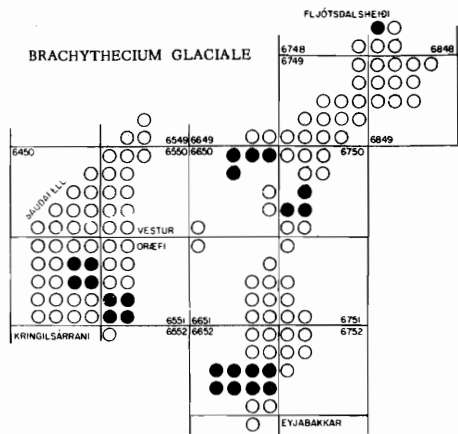 FLJÓTSDALSHEIÐI
BRACHYTHECIUM GLACIALE
6748 6848
6749
6549 6649 6849
6450 6550 6650 6750
SAUÐAFELL
VESTUR
ÖRÆFI
6551 6651 6751
KRINGILSÁRRANI 6552 6652 6752
EYJABAKKAR